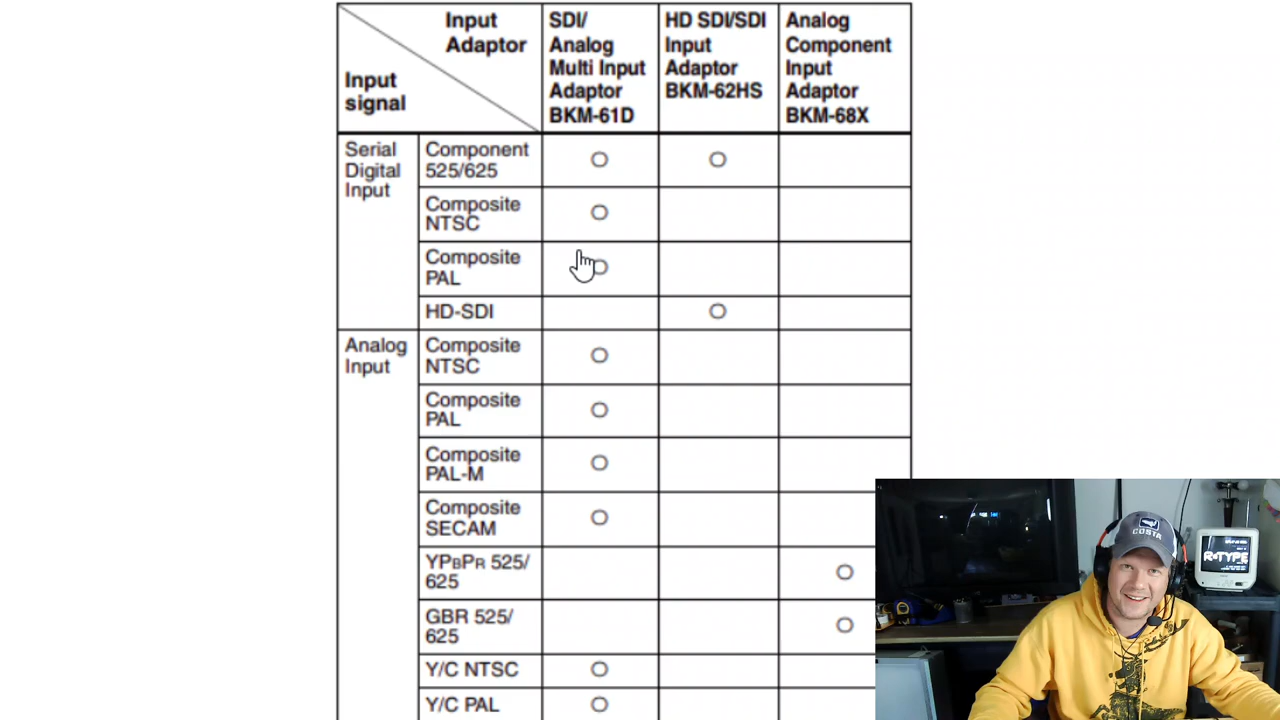 Input
Adaptor
Input
signal
SDI/
Analog
Multi Input
Adaptor
BKM-61D
HD SDI/SDI
Input
Adaptor
BKM-62HS
Analog
Component
Input
Adaptor
BKM-68X
Serial
Digital
Input
Component
525/625
Composite
NTSC
Composite
PAL
HD-SDI
Analog
Input
Composite
NTSC
Composite
PAL
Composite
PAL-M
Composite
SECAM
YPBPR 525/
625
GBR 525/
625
Y/C NTSC
Y/C PAL
COSTA
R-TYPE